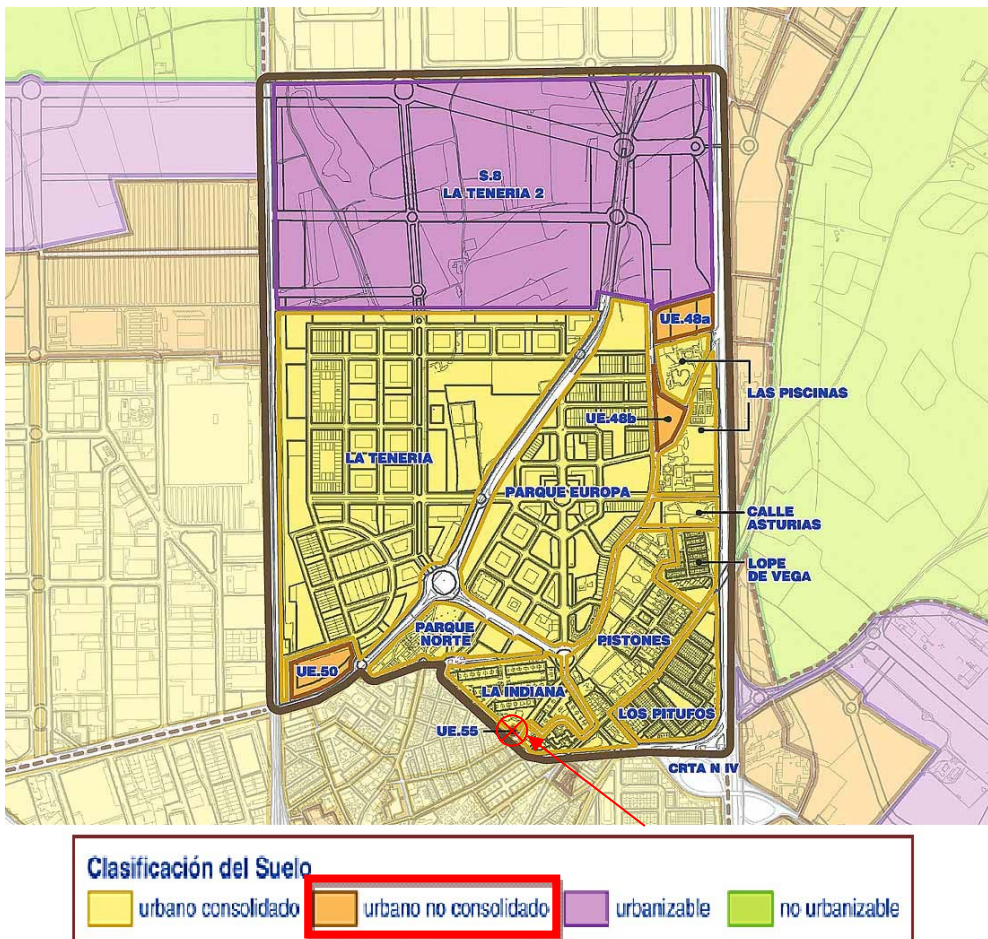 S.8
LA TENERIA 2
UE.48a
LAS PISCINAS
UE.48b
LA TENERIA
PARQUE EUROPA
CALLE
ASTURIAS
LOPE
DE VEGA
PARQUE
NORTE
PISTONES
UE.50
LA INDIANA
LOS PITUFOS
UE.55
CRTA N IV
Clasificación del Suelo
urbano consolidado
urbano no consolidado
urbanizable
no urbanizable